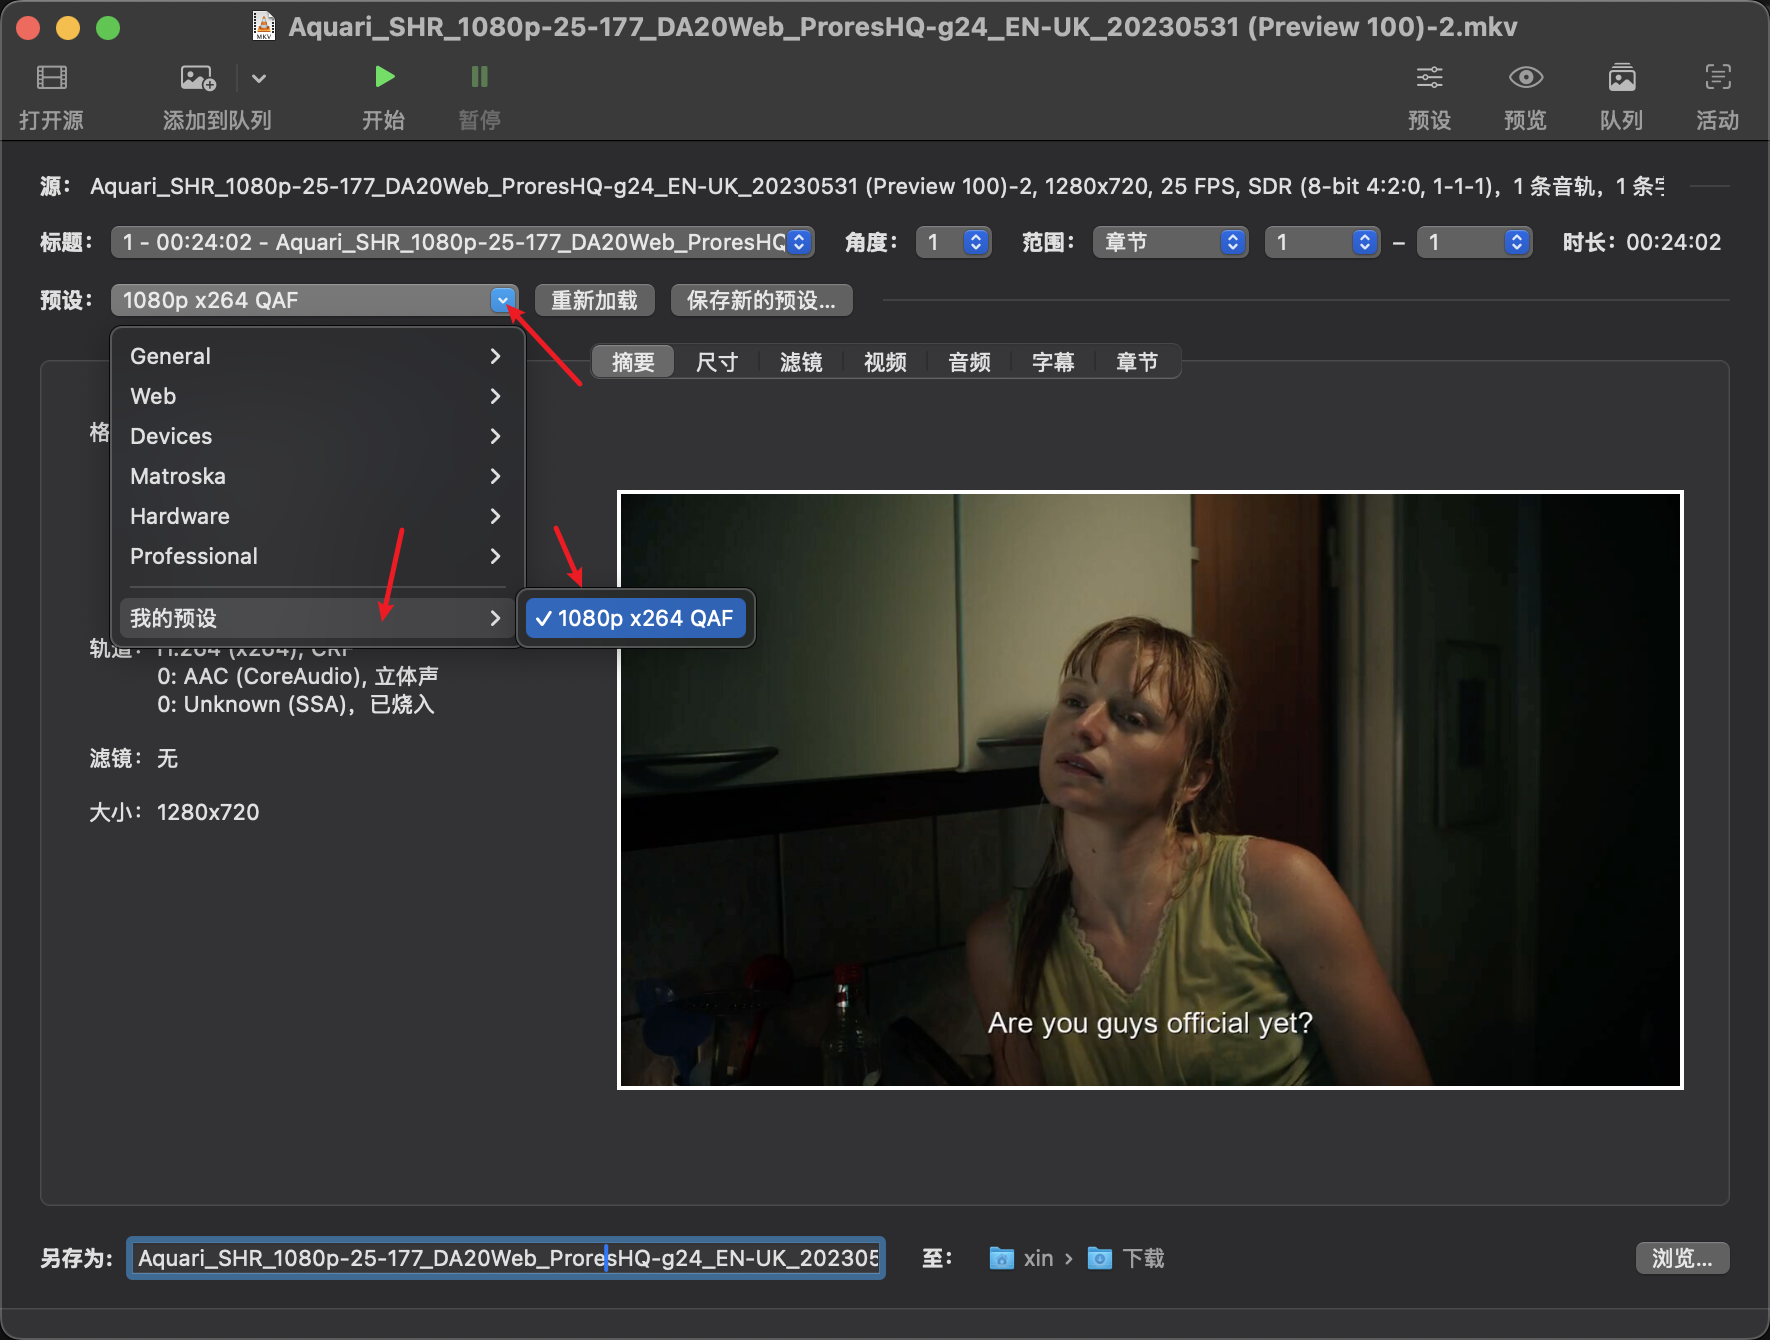 Aquari_SHR_1080p-25-177_DA20Web_ProresHQ-g24_EN-UK_20230531 (Preview 100)-2.mkv
打开源
添加到队列
开始
暂停
预设
预览
队列
活动
源： Aquari_SHR_1080p-25-177_DA20Web_ProresHQ-g24_EN-UK_20230531 (Preview 100)-2, 1280x720, 25 FPS, SDR (8-bit 4:2:0, 1-1-1)，1 条音轨，1 条
标题： 1 - 00:24:02 - Aquari_SHR_1080p-25-177_DA20Web_ProresHQ 角度： 1 范围： 章节 1 – 1 时长：00:24:02
预设： 1080p x264 QAF 重新加载 保存新的预设...
General
Web
Devices
Matroska
Hardware
Professional
我的预设
✓ 1080p x264 QAF
摘要 尺寸 滤镜 视频 音频 字幕 章节
格
轨道： H.264 (x264), CRF
0: AAC (CoreAudio), 立体声
0: Unknown (SSA)，已烧入
滤镜： 无
大小： 1280x720
Are you guys official yet?
另存为: Aquari_SHR_1080p-25-177_DA20Web_ProresHQ-g24_EN-UK_202305 至： xin › 下载 浏览...